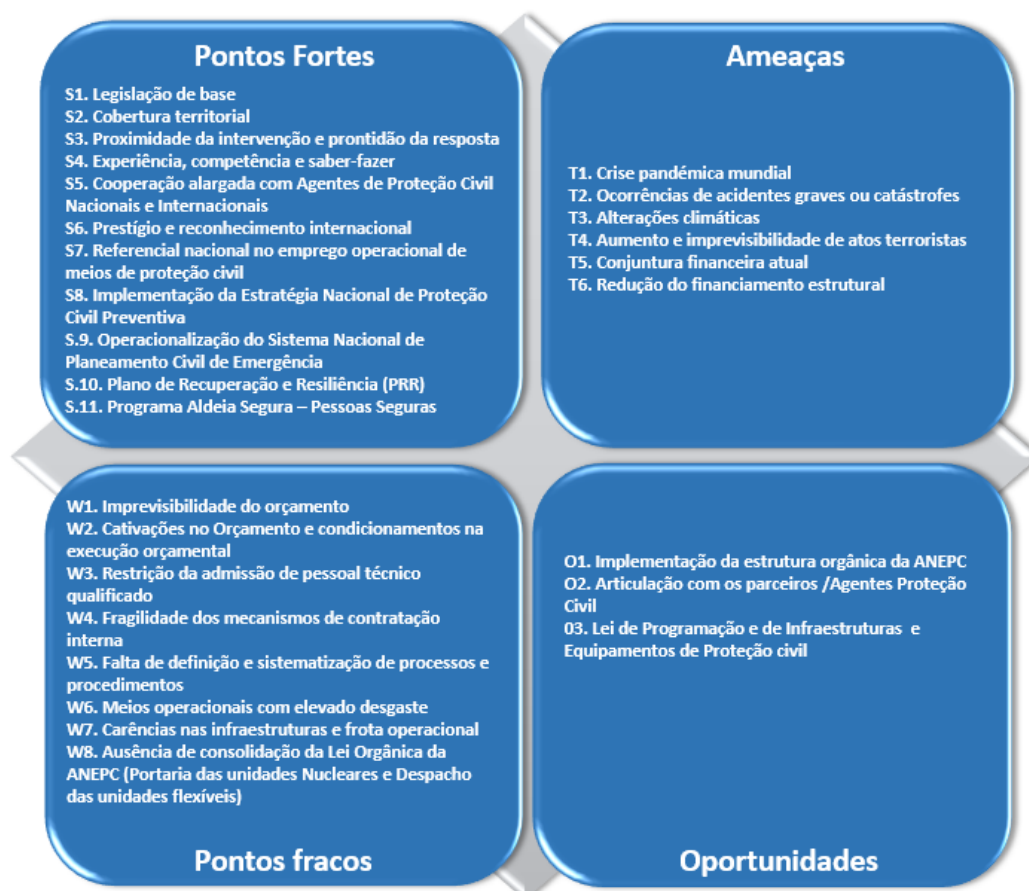 Pontos Fortes
S1. Legislação de base
S2. Cobertura territorial
S3. Proximidade da intervenção e prontidão da resposta
S4. Experiência, competência e saber-fazer
S5. Cooperação alargada com Agentes de Proteção Civil
Nacionais e Internacionais
S6. Prestígio e reconhecimento internacional
S7. Referencial nacional no emprego operacional de
meios de proteção civil
S8. Implementação da Estratégia Nacional de Proteção
Civil Preventiva
S.9. Operacionalização do Sistema Nacional de
Planeamento Civil de Emergência
S.10. Plano de Recuperação e Resiliência (PRR)
S.11. Programa Aldeia Segura – Pessoas Seguras
Ameaças
T1. Crise pandémica mundial
T2. Ocorrências de acidentes graves ou catástrofes
T3. Alterações climáticas
T4. Aumento e imprevisibilidade de atos terroristas
T5. Conjuntura financeira atual
T6. Redução do financiamento estrutural
W1. Imprevisibilidade do orçamento
W2. Cativações no Orçamento e condicionamentos na
execução orçamental
W3. Restrição da admissão de pessoal técnico
qualificado
W4. Fragilidade dos mecanismos de contratação
interna
W5. Falta de definição e sistematização de processos e
procedimentos
W6. Meios operacionais com elevado desgaste
W7. Carências nas infraestruturas e frota operacional
W8. Ausência de consolidação da Lei Orgânica da
ANEPC (Portaria das unidades Nucleares e Despacho
das unidades flexíveis)
Pontos fracos
O1. Implementação da estrutura orgânica da ANEPC
O2. Articulação com os parceiros /Agentes Proteção
Civil
03. Lei de Programação e de Infraestruturas e
Equipamentos de Proteção civil
Oportunidades